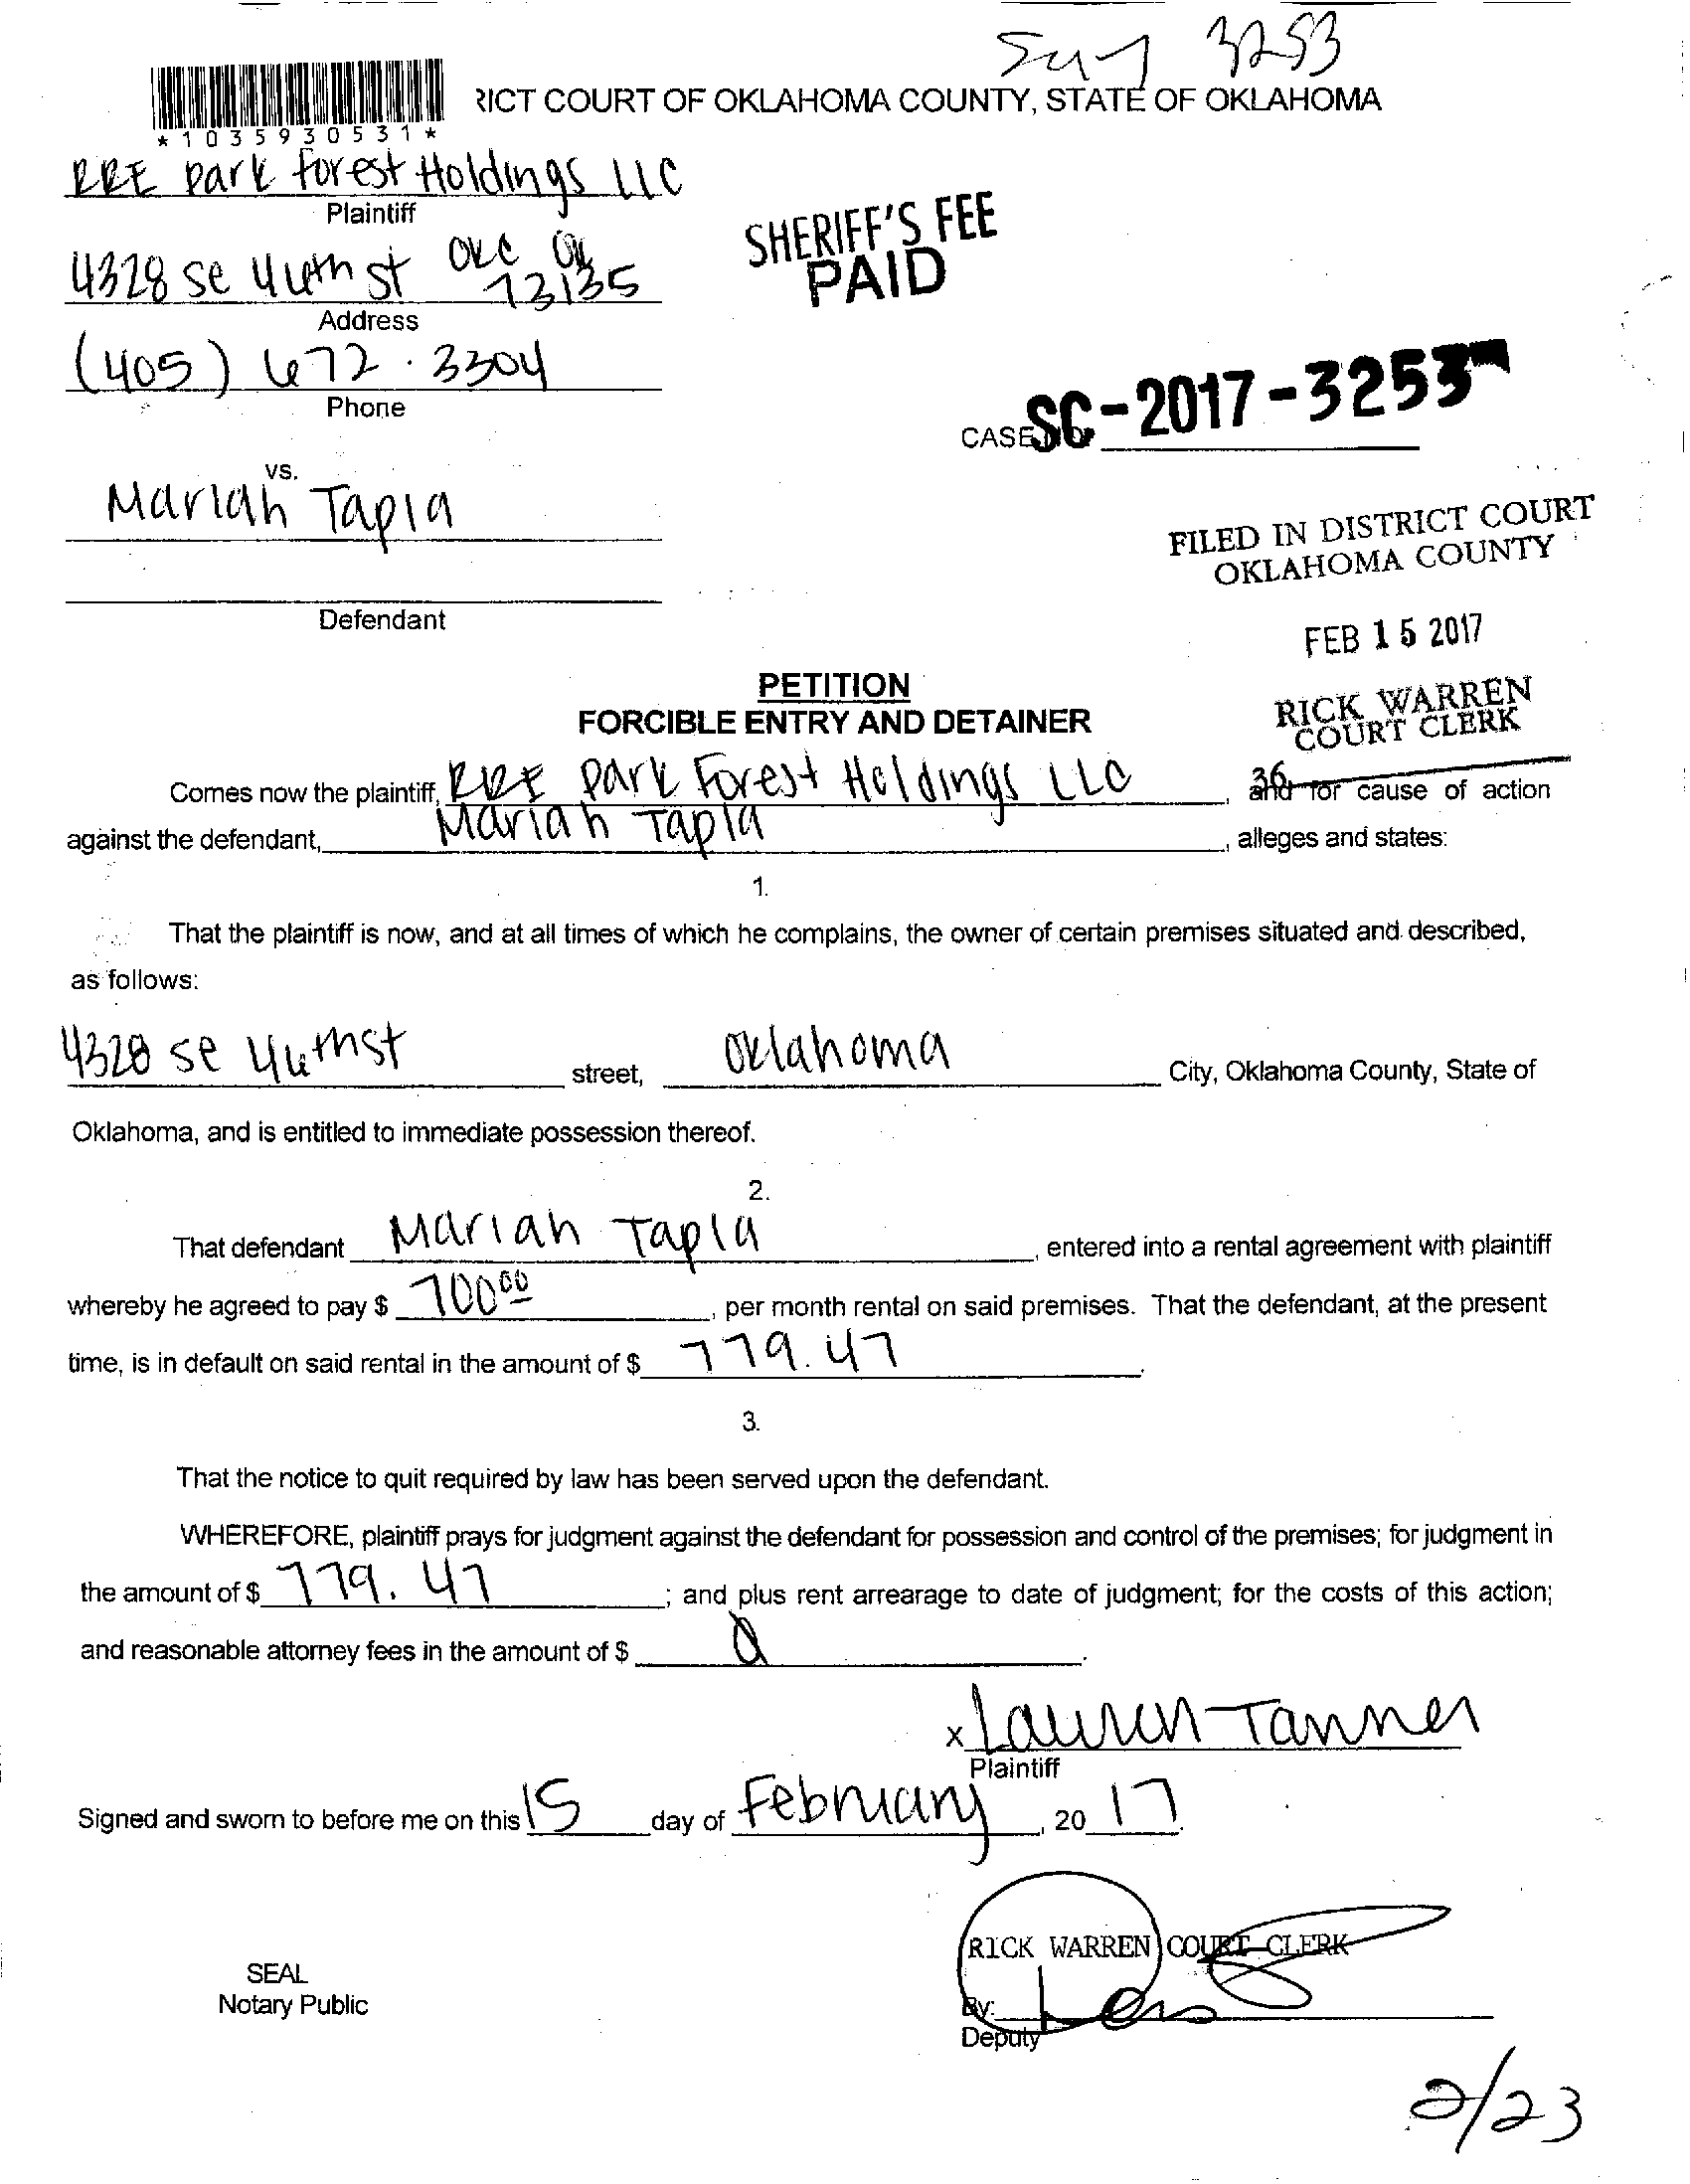 3253
RICT COURT OF OKLAHOMA COUNTY, STATE OF OKLAHOMA
*1035930531*
RRE Park Forest Holdings LLC
Plaintiff
SHERIFF'S FEE
PAID
4328 SE 44th St OKC OK
73135
Address
(405) 672.3304
Phone
CASE NO. SC-2017-3253
vs.
Mariah Tapia
FILED IN DISTRICT COURT
OKLAHOMA COUNTY
Defendant
FEB 15 2017
PETITION
FORCIBLE ENTRY AND DETAINER
RICK WARREN
COURT CLERK
36
Comes now the plaintiff, RRE Park Forest Holdings LLC, and for cause of action
against the defendant, Mariah Tapia, alleges and states:
1.
That the plaintiff is now, and at all times of which he complains, the owner of certain premises situated and described,
as follows:
4328 SE 44th St street, Oklahoma City, Oklahoma County, State of
Oklahoma, and is entitled to immediate possession thereof.
2.
That defendant Mariah Tapia, entered into a rental agreement with plaintiff
whereby he agreed to pay $ 700.00, per month rental on said premises. That the defendant, at the present
time, is in default on said rental in the amount of $ 779.47.
3.
That the notice to quit required by law has been served upon the defendant.
WHEREFORE, plaintiff prays for judgment against the defendant for possession and control of the premises; for judgment in
the amount of $ 779.47; and plus rent arrearage to date of judgment; for the costs of this action;
and reasonable attorney fees in the amount of $ 0.
x Lauren Tanner
Plaintiff
Signed and sworn to before me on this 15 day of February, 2017.
RICK WARREN COURT CLERK
SEAL
Notary Public
By:
Deputy
2/23